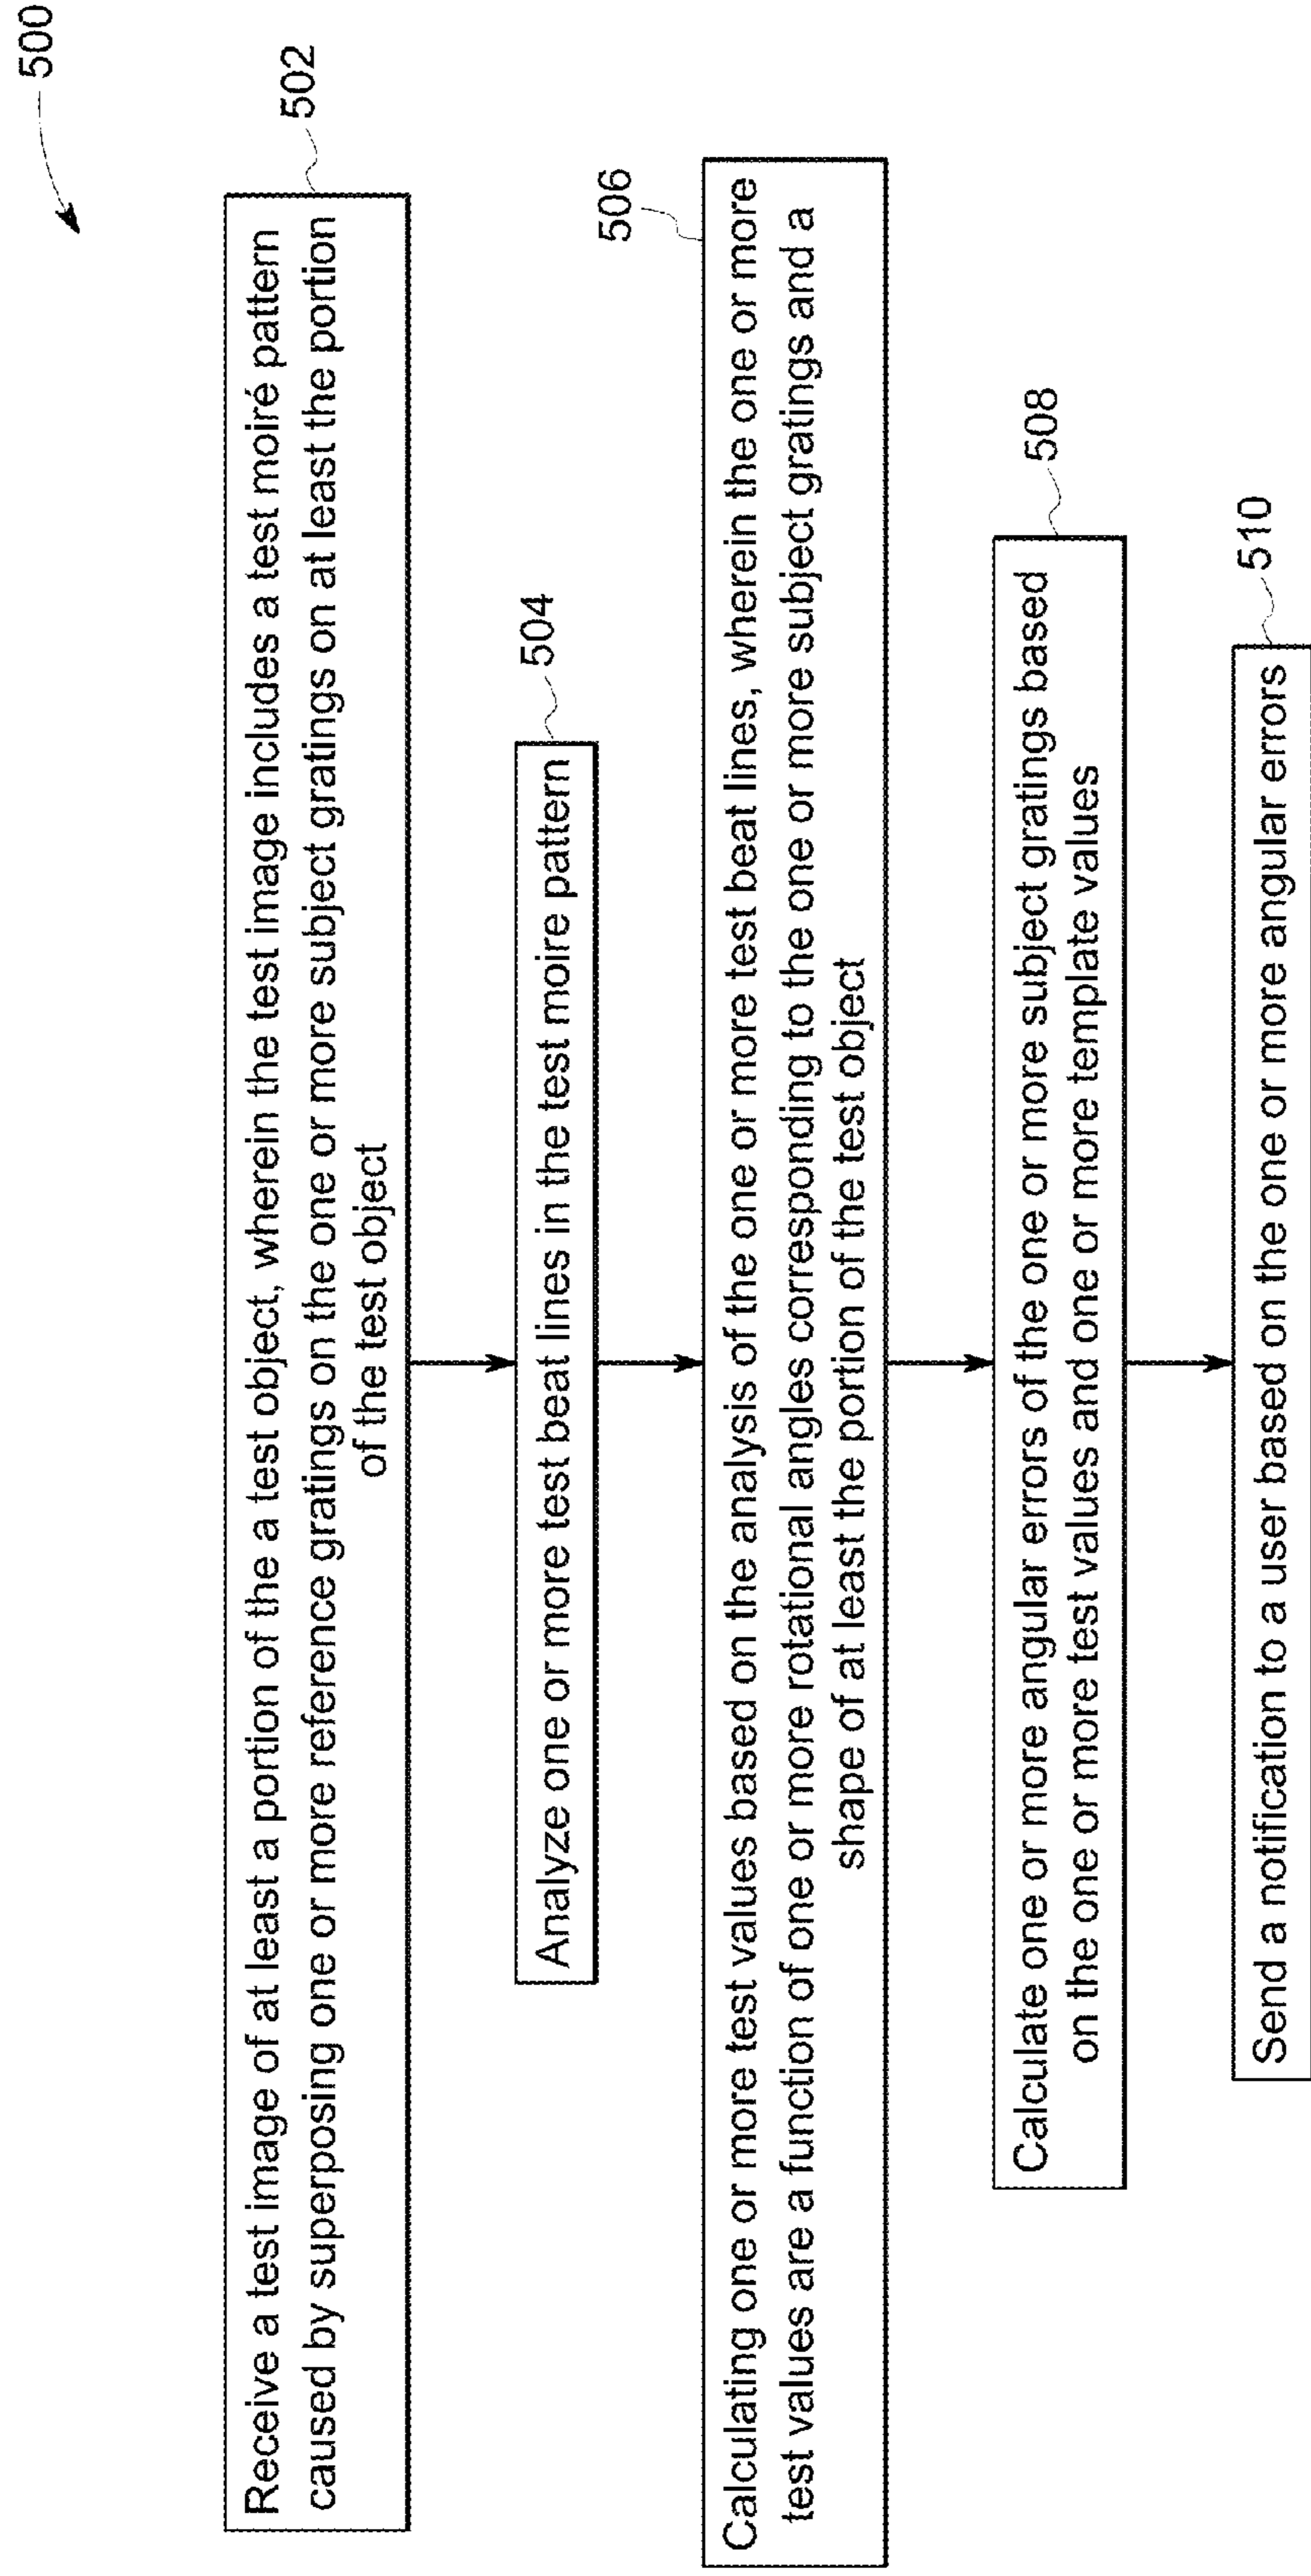 500
502
Receive a test image of at least a portion of the a test object, wherein the test image includes a test moiré pattern
caused by superposing one or more reference gratings on the one or more subject gratings on at least the portion
of the test object
504
Analyze one or more test beat lines in the test moire pattern
506
Calculating one or more test values based on the analysis of the one or more test beat lines, wherein the one or more
test values are a function of one or more rotational angles corresponding to the one or more subject gratings and a
shape of at least the portion of the test object
508
Calculate one or more angular errors of the one or more subject gratings based
on the one or more test values and one or more template values
510
Send a notification to a user based on the one or more angular errors